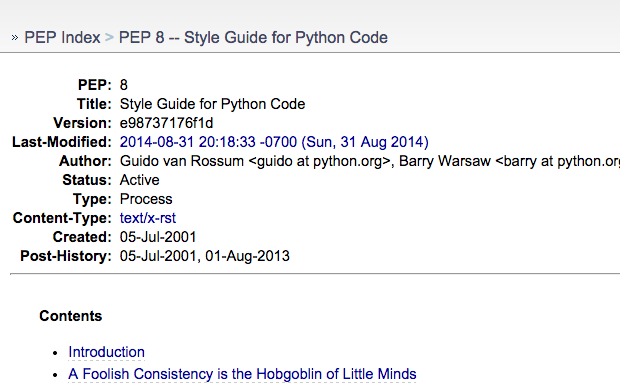 » PEP Index > PEP 8 -- Style Guide for Python Code
PEP: 8
Title: Style Guide for Python Code
Version: e98737176f1d
Last-Modified: 2014-08-31 20:18:33 -0700 (Sun, 31 Aug 2014)
Author: Guido van Rossum <guido at python.org>, Barry Warsaw <barry at python.or
Status: Active
Type: Process
Content-Type: text/x-rst
Created: 05-Jul-2001
Post-History: 05-Jul-2001, 01-Aug-2013
Contents
• Introduction
• A Foolish Consistency is the Hobgoblin of Little Minds